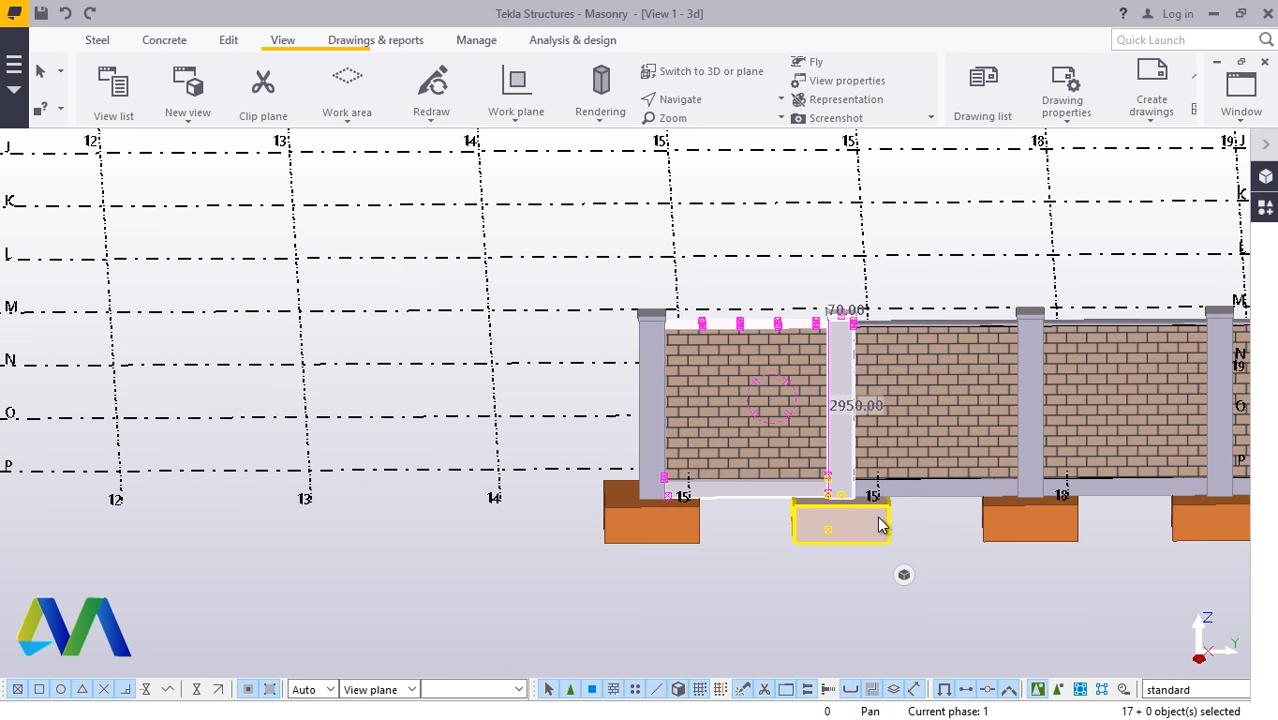 Tekla Structures - Masonry - [View 1 - 3d]
? Log in
Steel Concrete Edit View Drawings & reports Manage Analysis & design Quick Launch
Fly
Switch to 3D or plane View properties
Navigate Representation
Zoom Screenshot
View list New view Clip plane Work area Redraw Work plane Rendering Drawing list Drawing properties Create drawings Window
J 12 13 14 15 15 18 19 J
K K
L L
M 70.00 M
N N
19
O 2950.00 O
P P
12 13 14 15 15 18
Z
Y
X
Auto View plane standard
0 Pan Current phase: 1 17 + 0 object(s) selected